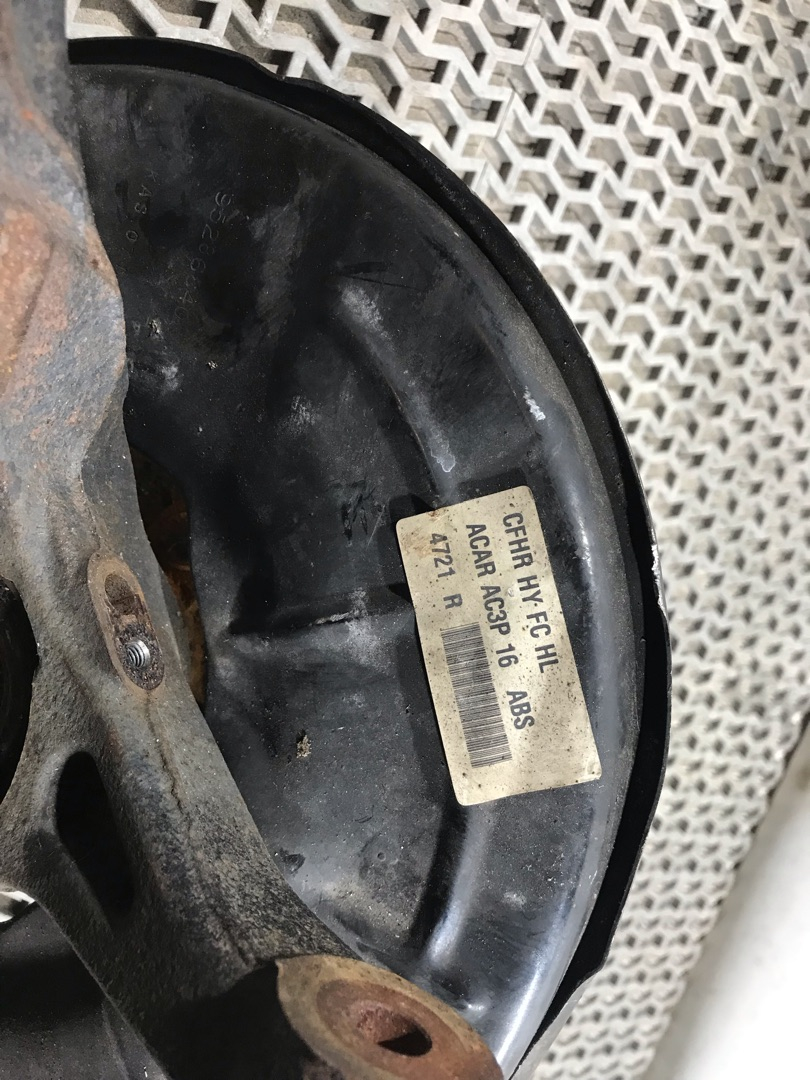 CFHR HY FC HL
ACAR AC3P 16 ABS
4721 R